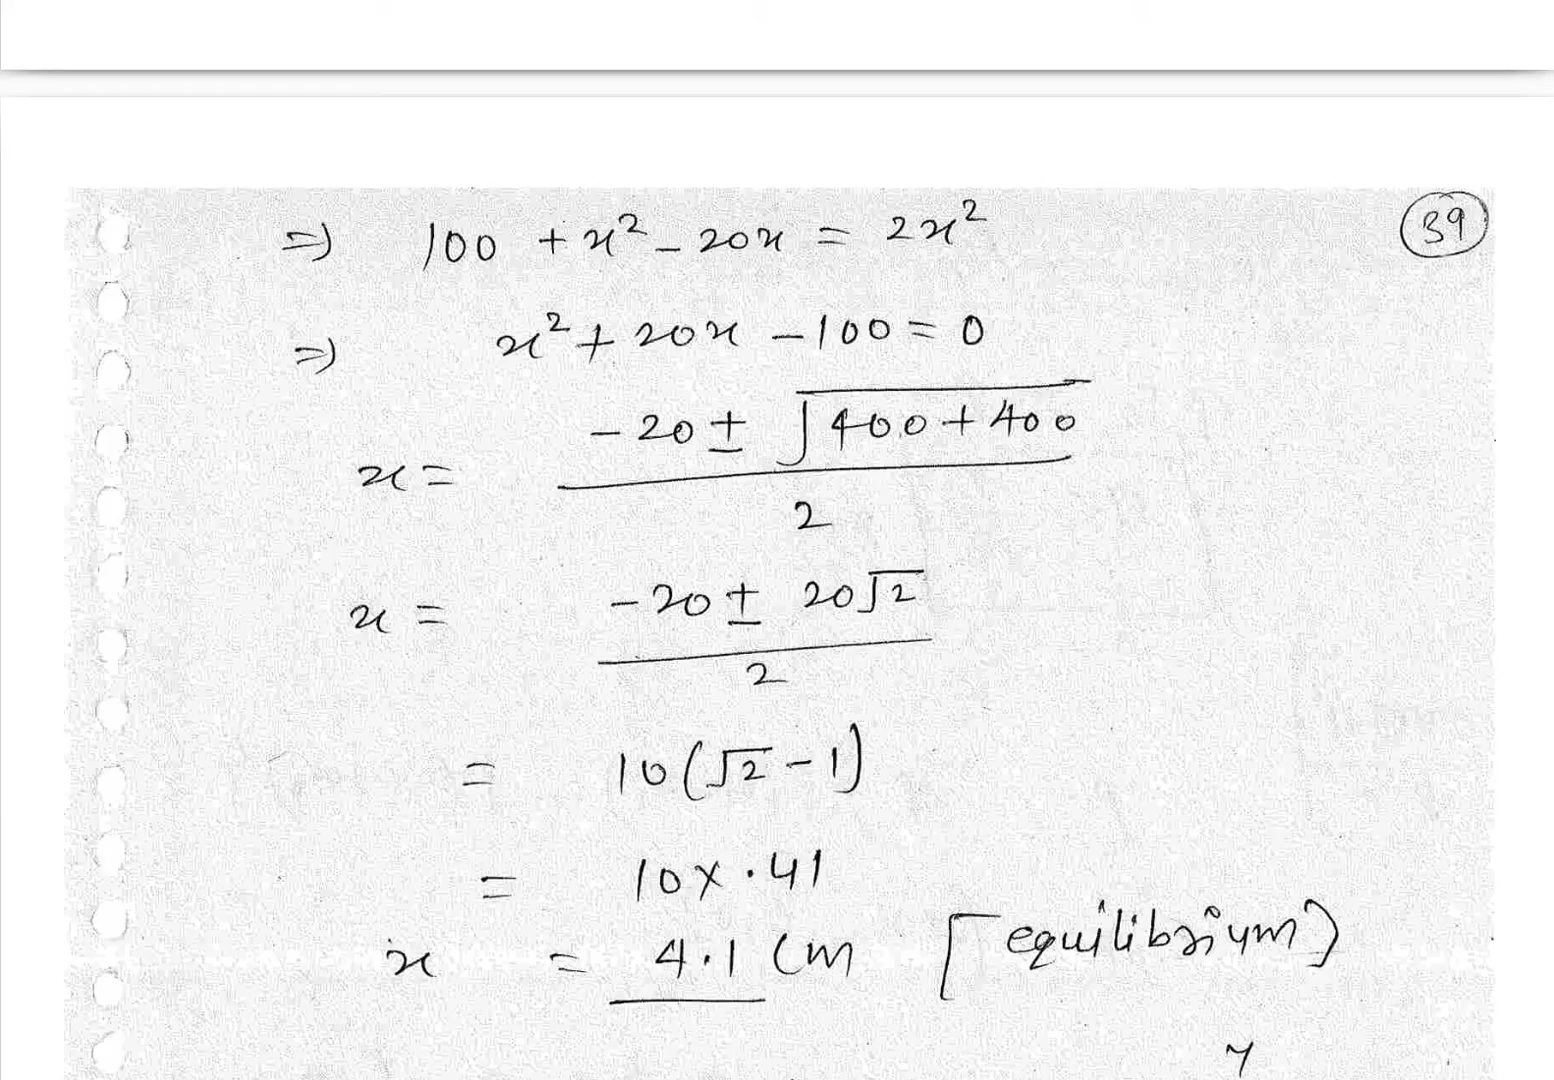 (39)
=) 100 + x² - 20x = 2x²
=) x² + 20x - 100 = 0
x = (-20 ± √(400 + 400)) / 2
x = (-20 ± 20√2) / 2
= 10(√2 - 1)
= 10 × .41
x = 4.1 cm [equilibrium)